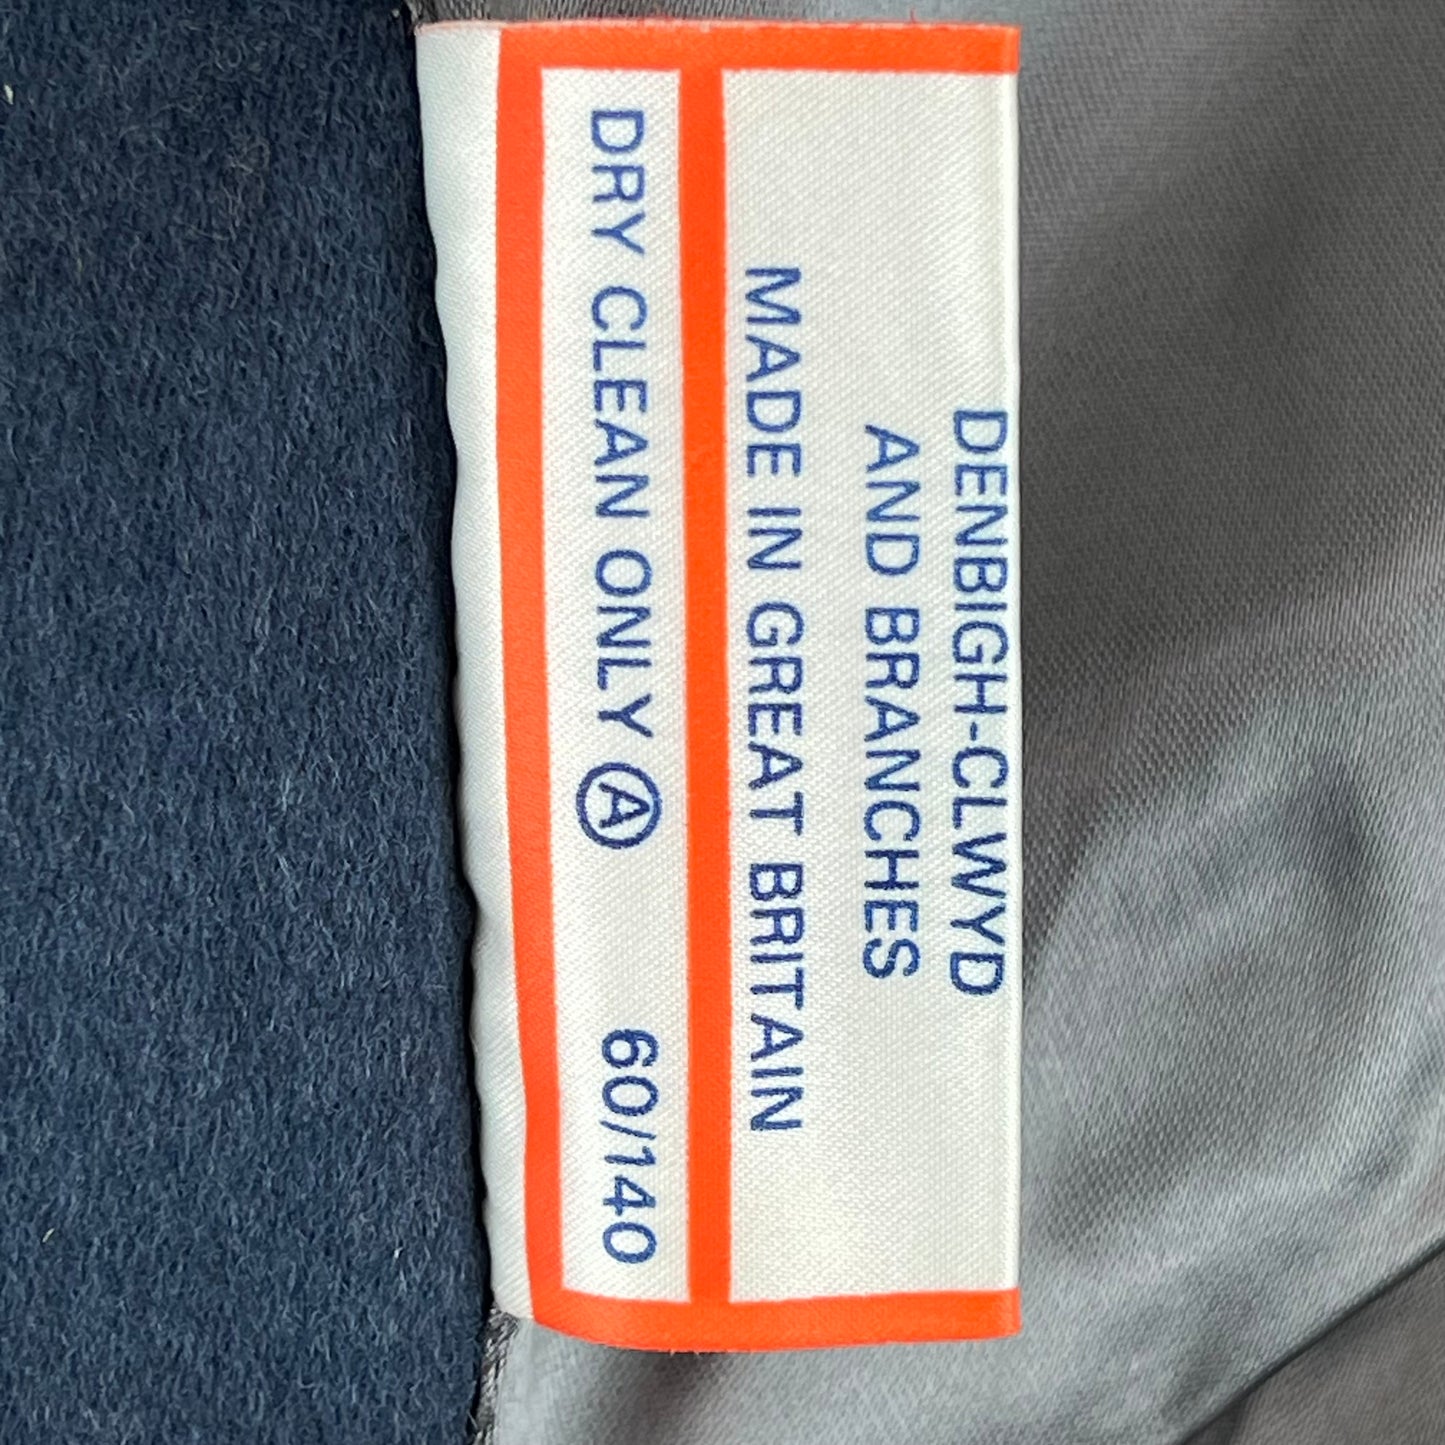 DENBIGH-CLWYD
AND BRANCHES
MADE IN GREAT BRITAIN
DRY CLEAN ONLY Ⓐ 60/140